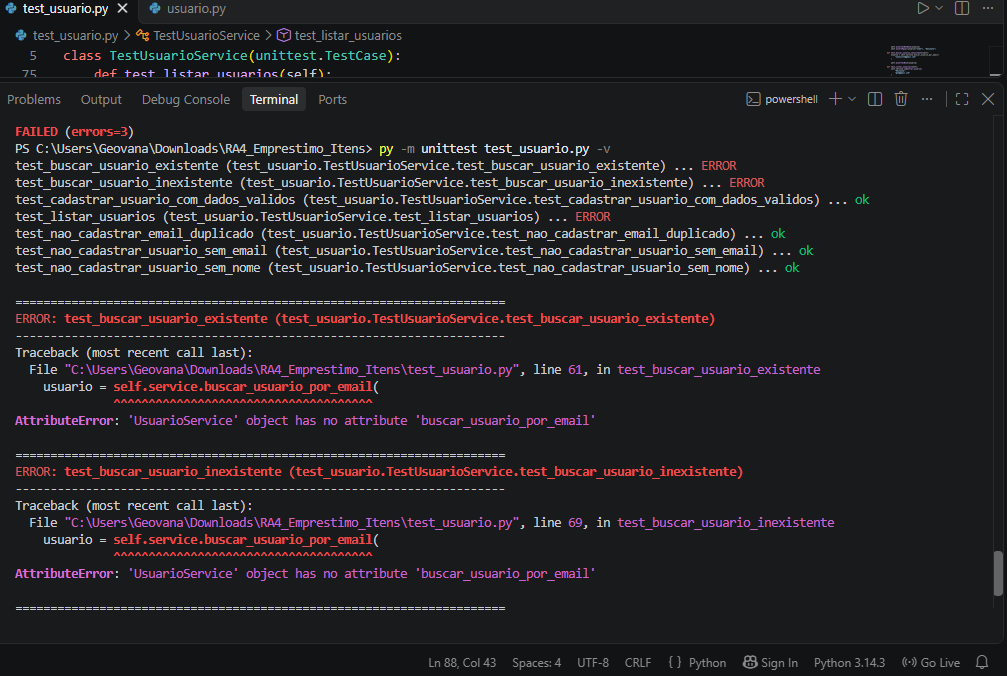 test_usuario.py
usuario.py
test_usuario.py > TestUsuarioService > test_listar_usuarios
5 class TestUsuarioService(unittest.TestCase):
75 def test_listar_usuarios(self):
Problems Output Debug Console Terminal Ports powershell
FAILED (errors=3)
PS C:\Users\Geovana\Downloads\RA4_Emprestimo_Itens> py -m unittest test_usuario.py -v
test_buscar_usuario_existente (test_usuario.TestUsuarioService.test_buscar_usuario_existente) ... ERROR
test_buscar_usuario_inexistente (test_usuario.TestUsuarioService.test_buscar_usuario_inexistente) ... ERROR
test_cadastrar_usuario_com_dados_validos (test_usuario.TestUsuarioService.test_cadastrar_usuario_com_dados_validos) ... ok
test_listar_usuarios (test_usuario.TestUsuarioService.test_listar_usuarios) ... ERROR
test_nao_cadastrar_email_duplicado (test_usuario.TestUsuarioService.test_nao_cadastrar_email_duplicado) ... ok
test_nao_cadastrar_usuario_sem_email (test_usuario.TestUsuarioService.test_nao_cadastrar_usuario_sem_email) ... ok
test_nao_cadastrar_usuario_sem_nome (test_usuario.TestUsuarioService.test_nao_cadastrar_usuario_sem_nome) ... ok
======================================================================
ERROR: test_buscar_usuario_existente (test_usuario.TestUsuarioService.test_buscar_usuario_existente)
----------------------------------------------------------------------
Traceback (most recent call last):
File "C:\Users\Geovana\Downloads\RA4_Emprestimo_Itens\test_usuario.py", line 61, in test_buscar_usuario_existente
usuario = self.service.buscar_usuario_por_email(
^^^^^^^^^^^^^^^^^^^^^^^^^^^^^^^^^^^^^
AttributeError: 'UsuarioService' object has no attribute 'buscar_usuario_por_email'
======================================================================
ERROR: test_buscar_usuario_inexistente (test_usuario.TestUsuarioService.test_buscar_usuario_inexistente)
----------------------------------------------------------------------
Traceback (most recent call last):
File "C:\Users\Geovana\Downloads\RA4_Emprestimo_Itens\test_usuario.py", line 69, in test_buscar_usuario_inexistente
usuario = self.service.buscar_usuario_por_email(
^^^^^^^^^^^^^^^^^^^^^^^^^^^^^^^^^^^^^
AttributeError: 'UsuarioService' object has no attribute 'buscar_usuario_por_email'
======================================================================
Ln 88, Col 43 Spaces: 4 UTF-8 CRLF {} Python Sign In Python 3.14.3 Go Live